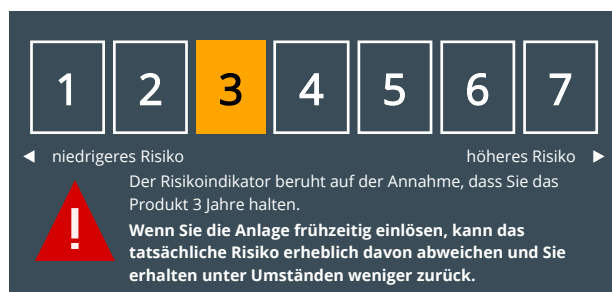 1 2 3 4 5 6 7
◄ niedrigeres Risiko höheres Risiko ►
Der Risikoindikator beruht auf der Annahme, dass Sie das
Produkt 3 Jahre halten.
!
Wenn Sie die Anlage frühzeitig einlösen, kann das
tatsächliche Risiko erheblich davon abweichen und Sie
erhalten unter Umständen weniger zurück.